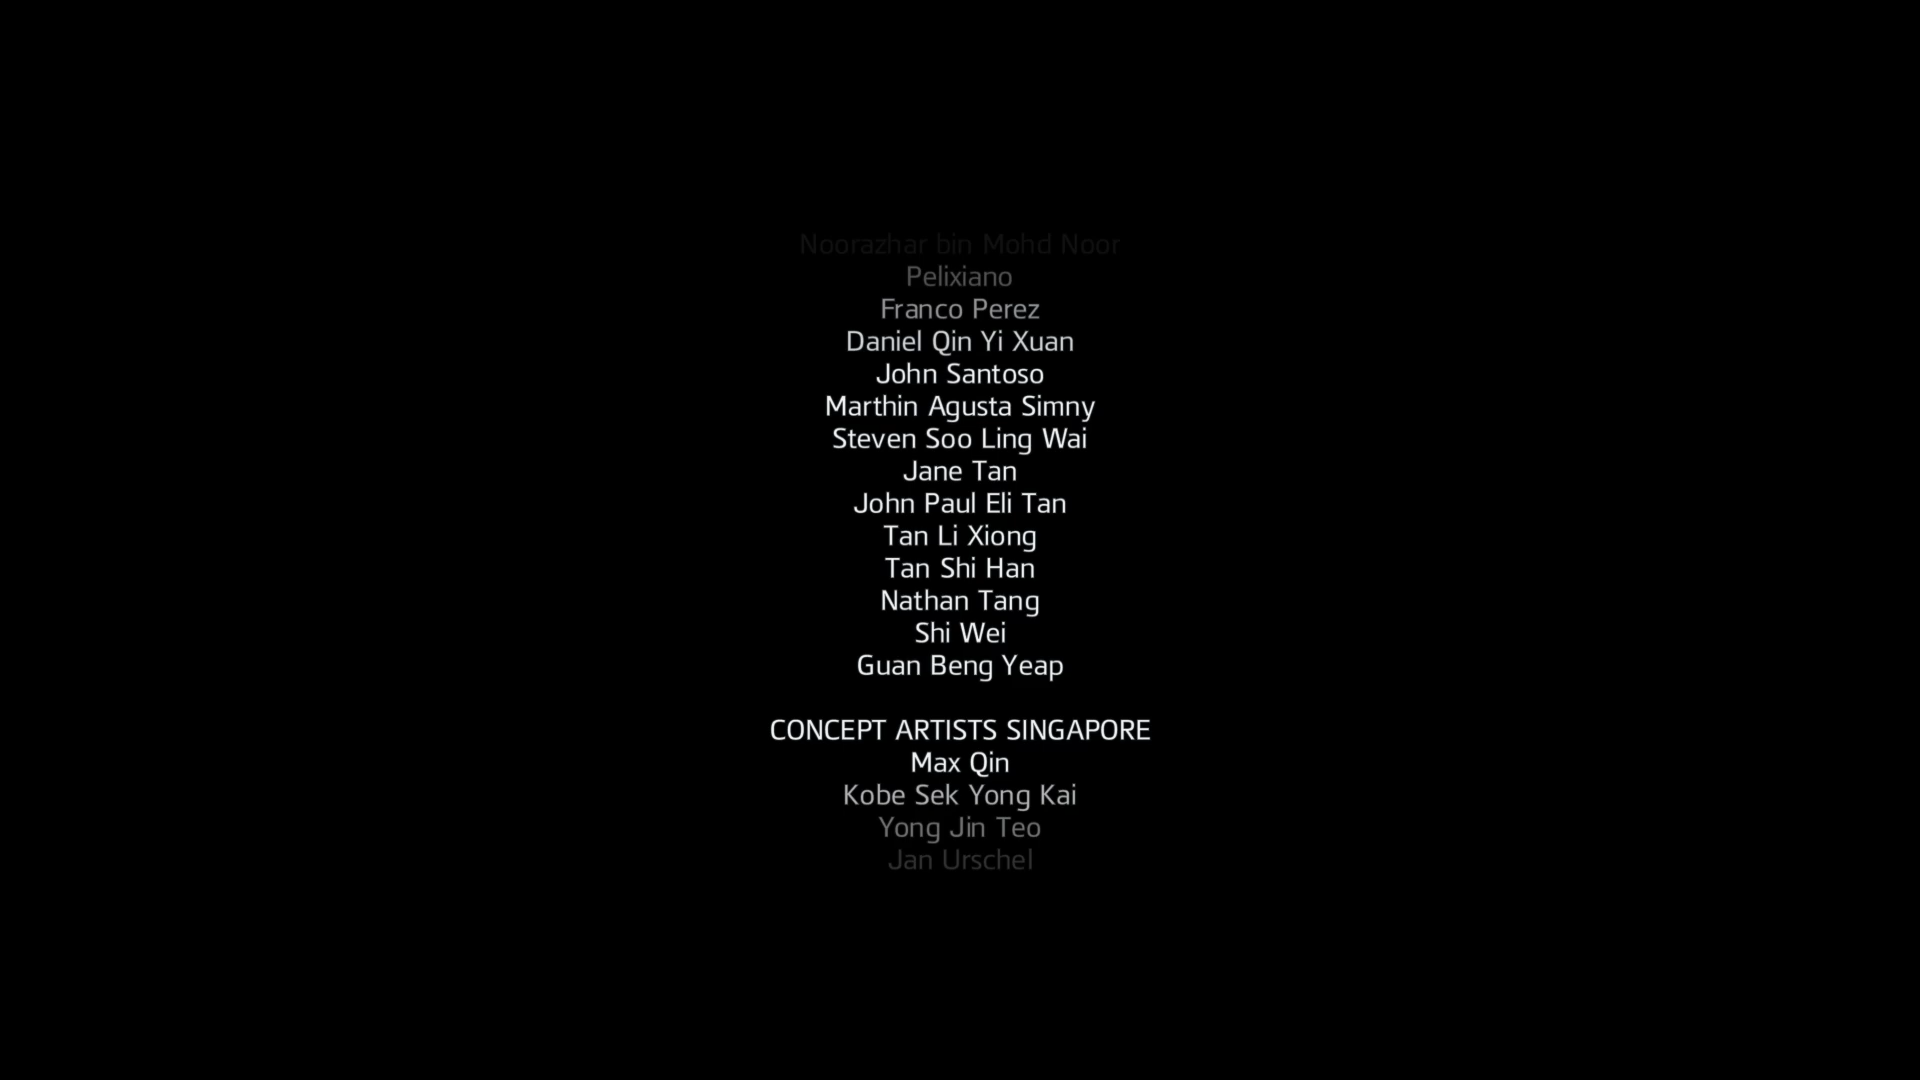 Noorazhar bin Mohd Noor
Pelixiano
Franco Perez
Daniel Qin Yi Xuan
John Santoso
Marthin Agusta Simny
Steven Soo Ling Wai
Jane Tan
John Paul Eli Tan
Tan Li Xiong
Tan Shi Han
Nathan Tang
Shi Wei
Guan Beng Yeap
CONCEPT ARTISTS SINGAPORE
Max Qin
Kobe Sek Yong Kai
Yong Jin Teo
Jan Urschel